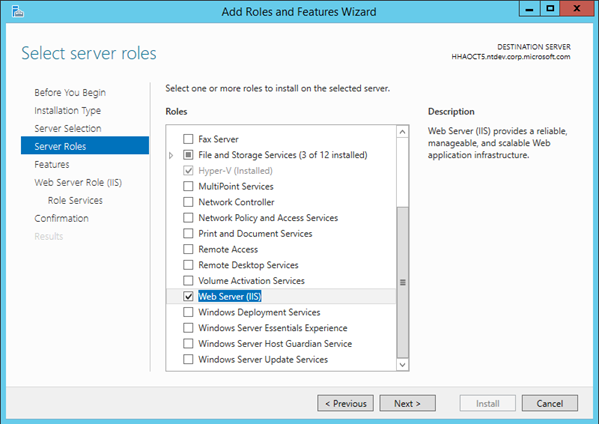 Add Roles and Features Wizard
Select server roles
DESTINATION SERVER
HHAOCT5.ntdev.corp.microsoft.com
Before You Begin
Installation Type
Server Selection
Server Roles
Features
Web Server Role (IIS)
Role Services
Confirmation
Results
Select one or more roles to install on the selected server.
Roles
Fax Server
File and Storage Services (3 of 12 installed)
Hyper-V (Installed)
MultiPoint Services
Network Controller
Network Policy and Access Services
Print and Document Services
Remote Access
Remote Desktop Services
Volume Activation Services
Web Server (IIS)
Windows Deployment Services
Windows Server Essentials Experience
Windows Server Host Guardian Service
Windows Server Update Services
Description
Web Server (IIS) provides a reliable,
manageable, and scalable Web
application infrastructure.
< Previous
Next >
Install
Cancel